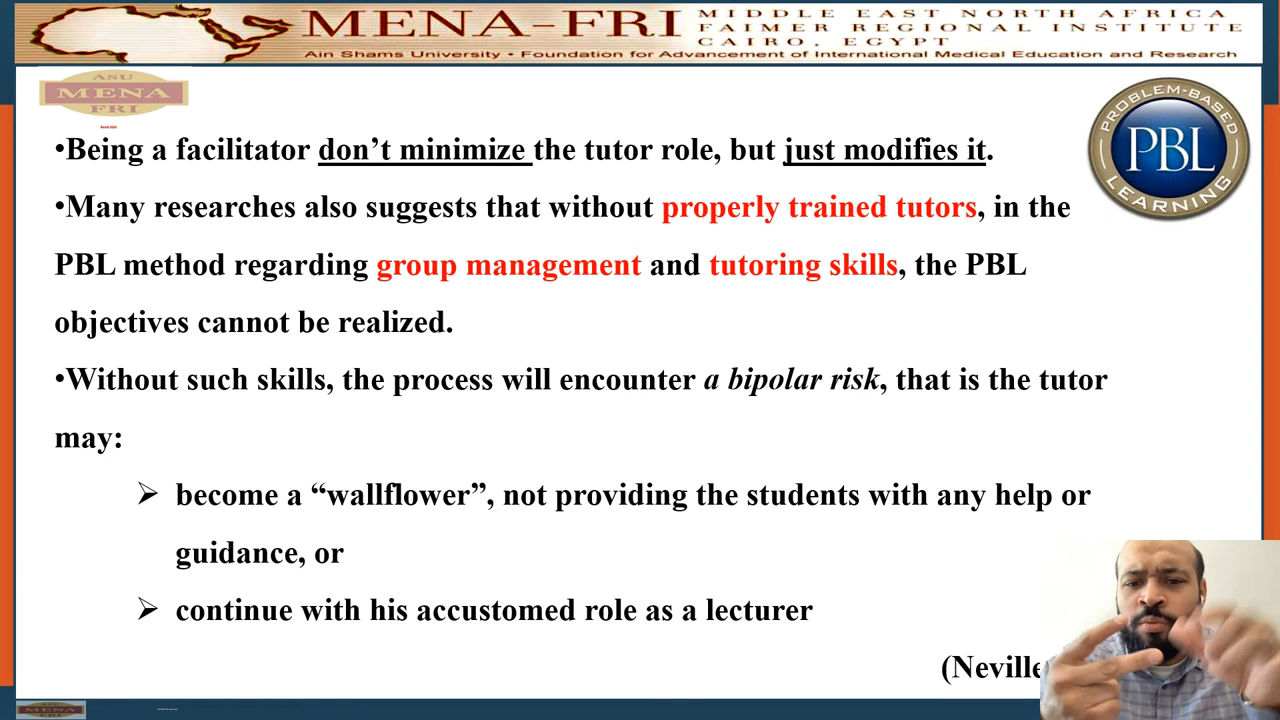 MENA-FRI
MIDDLE EAST NORTH AFRICA
FAIMER REGIONAL INSTITUTE
CAIRO, EGYPT
Ain Shams University • Foundation for Advancement of International Medical Education and Research
ASU
MENA
FRI
PROBLEM-BASED
PBL
LEARNING
•Being a facilitator don't minimize the tutor role, but just modifies it.
•Many researches also suggests that without properly trained tutors, in the
PBL method regarding group management and tutoring skills, the PBL
objectives cannot be realized.
•Without such skills, the process will encounter a bipolar risk, that is the tutor
may:
➢ become a “wallflower”, not providing the students with any help or
guidance, or
➢ continue with his accustomed role as a lecturer
(Neville
ASU
MENA
FRI